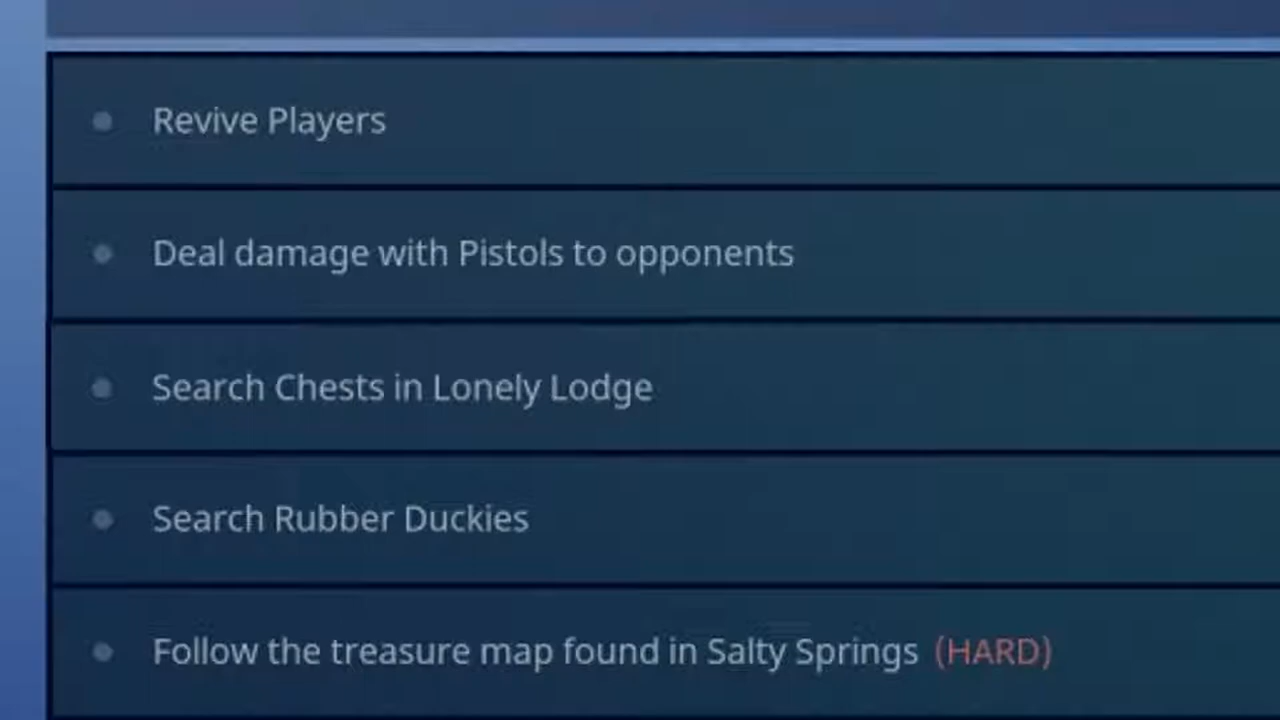 Revive Players
Deal damage with Pistols to opponents
Search Chests in Lonely Lodge
Search Rubber Duckies
Follow the treasure map found in Salty Springs (HARD)